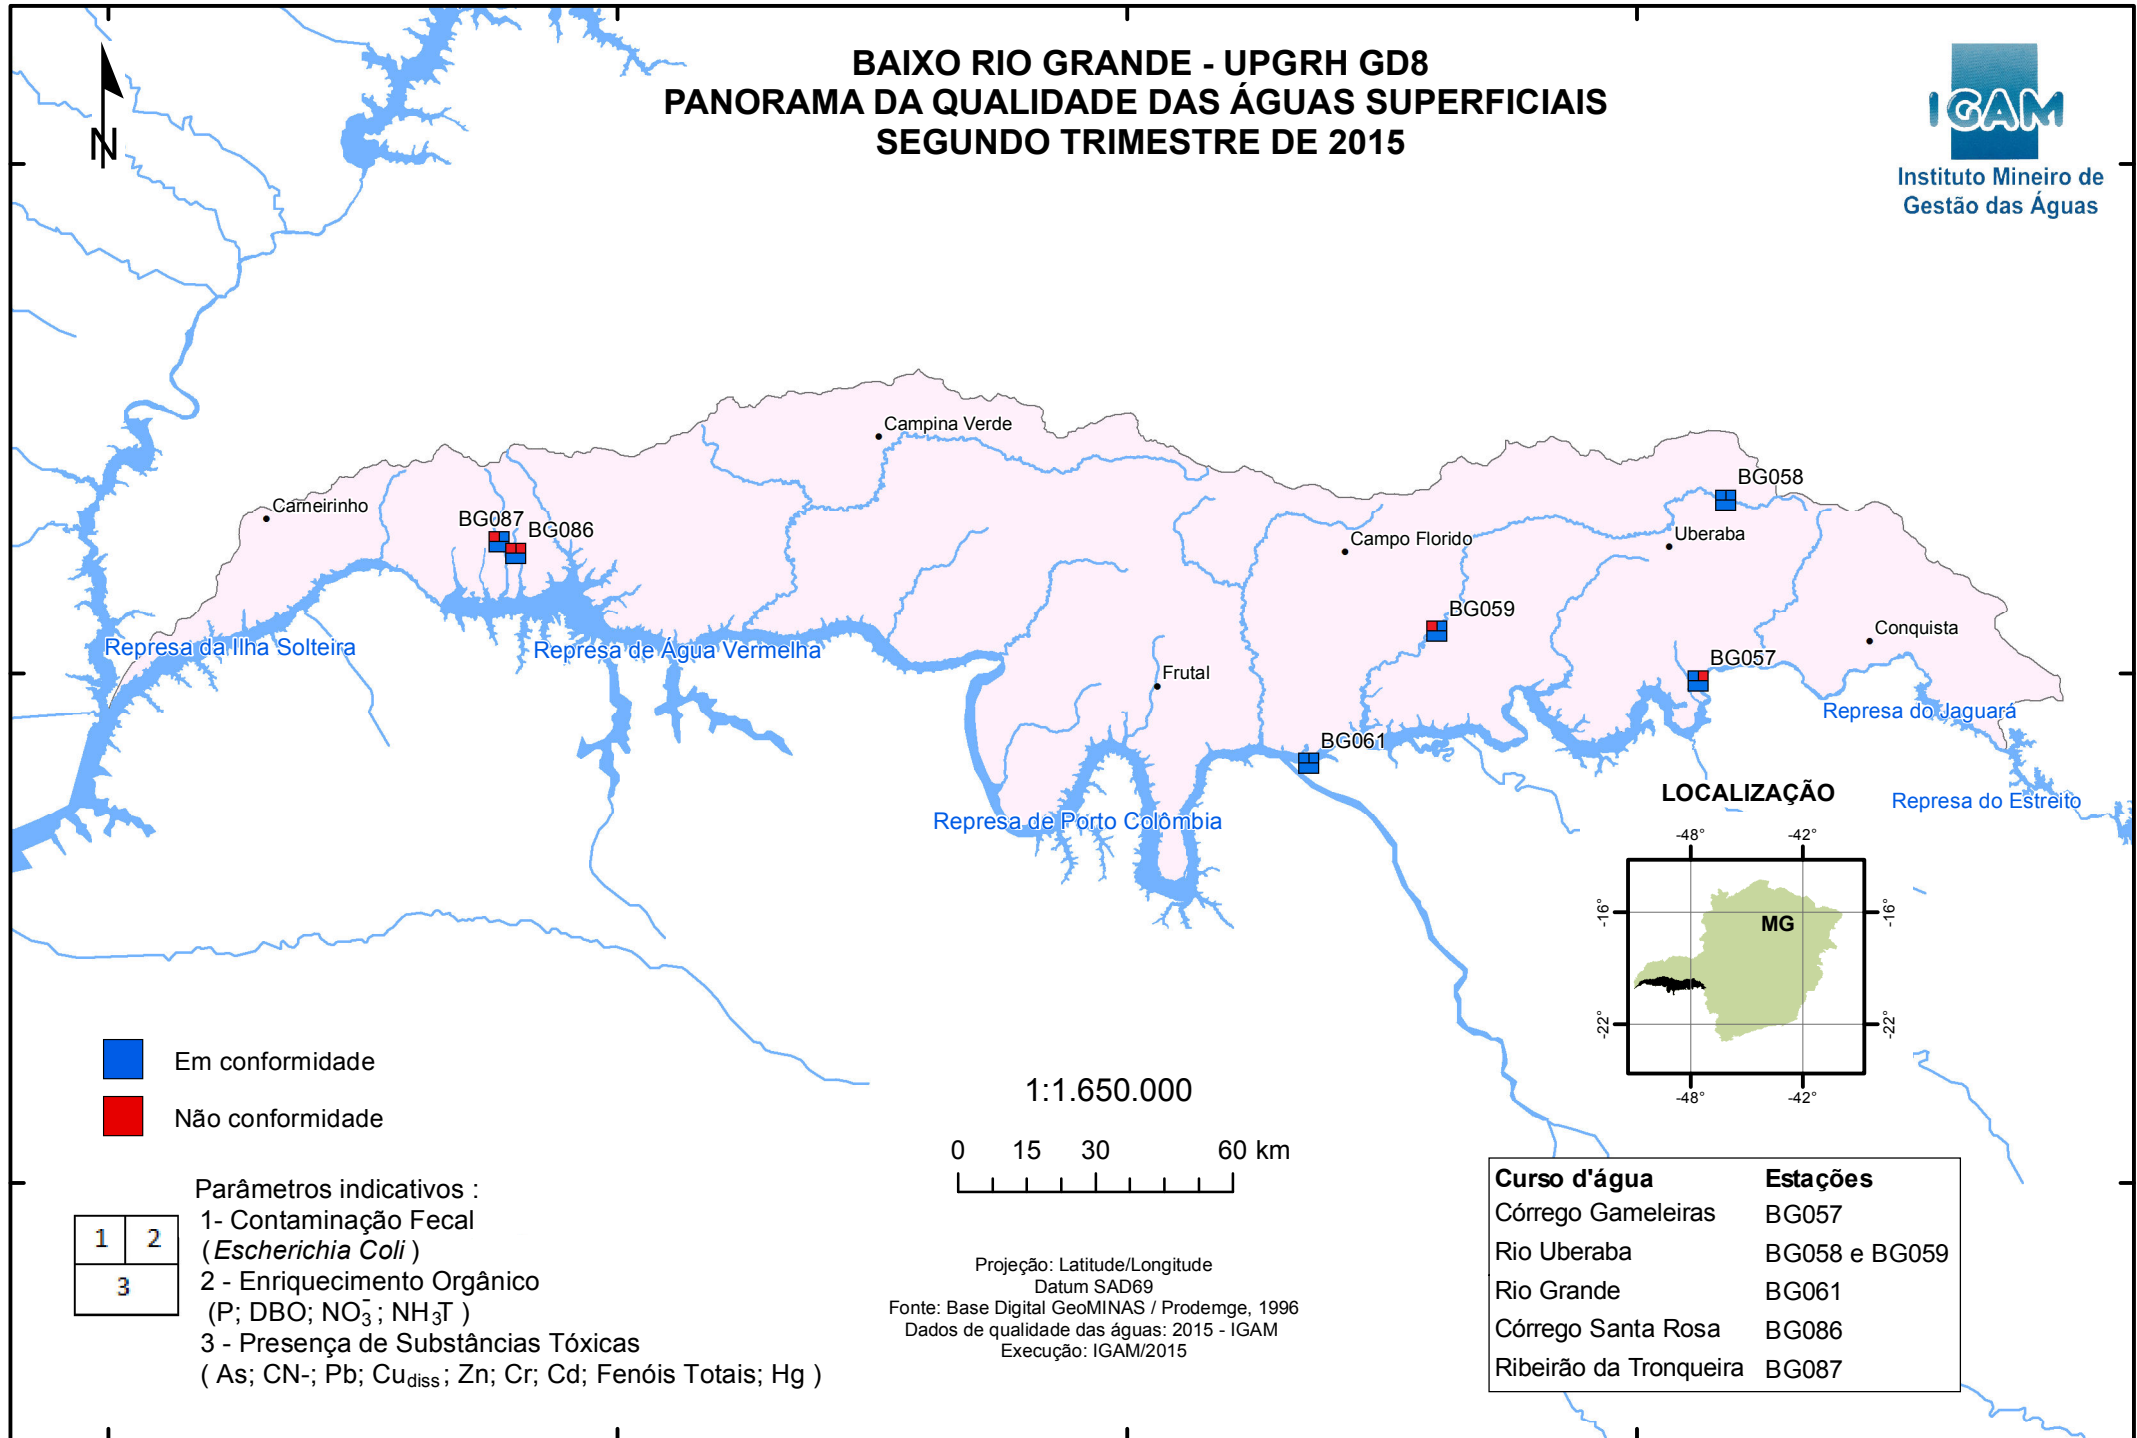 BAIXO RIO GRANDE - UPGRH GD8
PANORAMA DA QUALIDADE DAS ÁGUAS SUPERFICIAIS
SEGUNDO TRIMESTRE DE 2015
N
IGAM
Instituto Mineiro de
Gestão das Águas
Campina Verde
Carneirinho
BG087
BG086
BG058
Uberaba
Campo Florido
BG059
Conquista
BG057
Represa da Ilha Solteira
Represa de Água Vermelha
Frutal
Represa do Jaguará
BG061
Represa de Porto Colômbia
Represa do Estreito
LOCALIZAÇÃO
-48° -42°
-16° -16°
MG
-22° -22°
-48° -42°
Em conformidade
Não conformidade
Parâmetros indicativos :
1 2
3
1- Contaminação Fecal
(Escherichia Coli )
2 - Enriquecimento Orgânico
(P; DBO; NO₃⁻; NH₃T )
3 - Presença de Substâncias Tóxicas
( As; CN-; Pb; Cu diss ; Zn; Cr; Cd; Fenóis Totais; Hg )
1:1.650.000
0 15 30 60 km
Projeção: Latitude/Longitude
Datum SAD69
Fonte: Base Digital GeoMINAS / Prodemge, 1996
Dados de qualidade das águas: 2015 - IGAM
Execução: IGAM/2015
Curso d'água Estações
Córrego Gameleiras BG057
Rio Uberaba BG058 e BG059
Rio Grande BG061
Córrego Santa Rosa BG086
Ribeirão da Tronqueira BG087